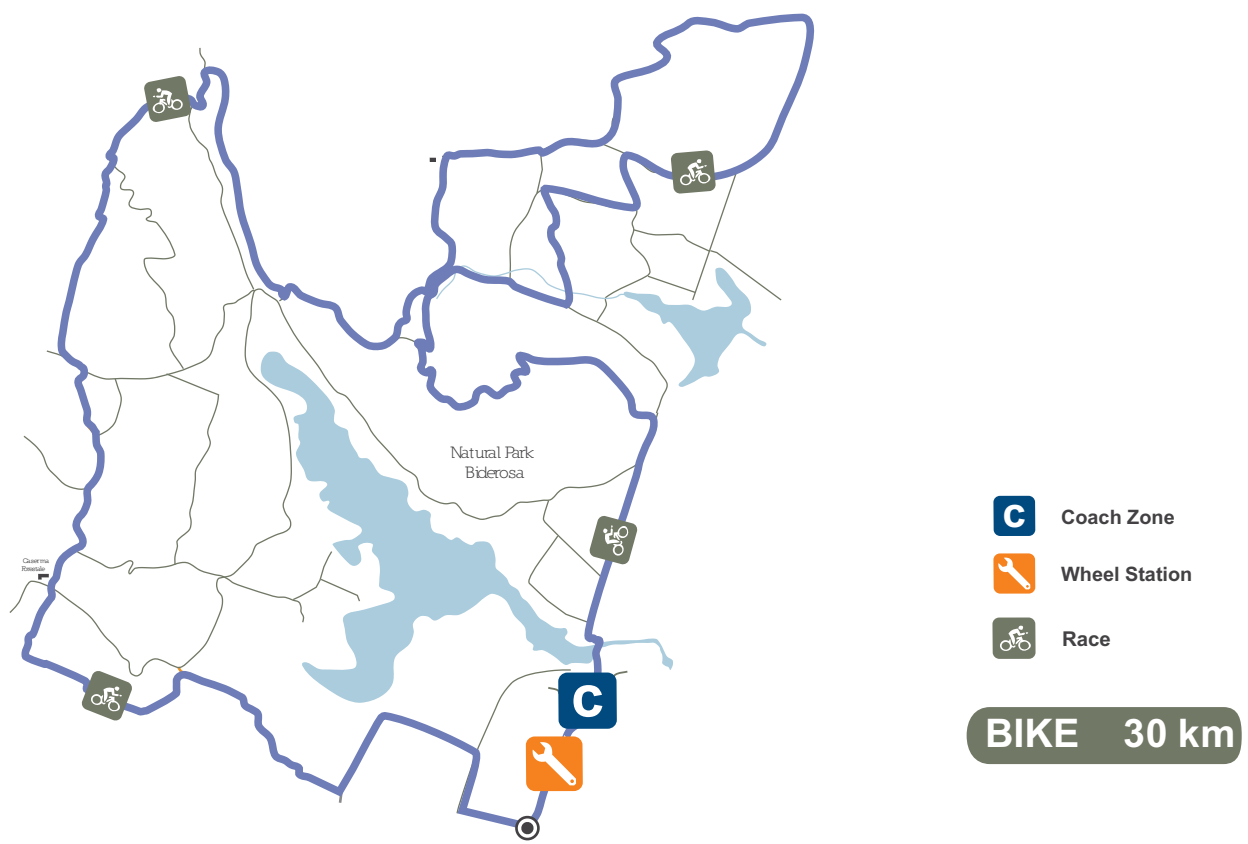 Natural Park
Biderosa
Caserma
Forestale
C
Coach Zone
Wheel Station
Race
BIKE 30 km
C